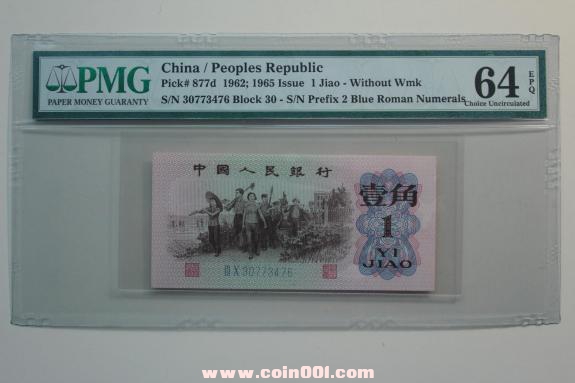 PMG
PAPER MONEY GUARANTY
China / Peoples Republic
Pick# 877d 1962; 1965 Issue 1 Jiao - Without Wmk
S/N 30773476 Block 30 - S/N Prefix 2 Blue Roman Numerals
64 EPQ
Choice Uncirculated
中國人民銀行
壹角
1
YI
JIAO
X 30773476
www.coin001.com